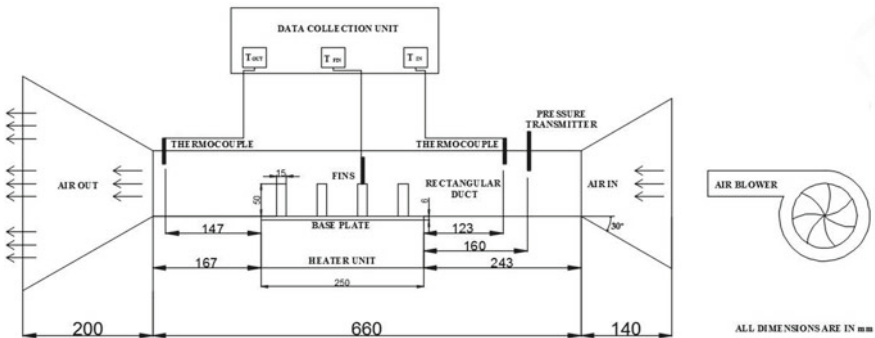 DATA COLLECTION UNIT
T OUT
T FIN
T IN
PRESSURE
TRANSMITTER
THERMOCOUPLE
THERMOCOUPLE
AIR OUT
15
FINS
RECTANGULAR
DUCT
AIR IN
AIR BLOWER
50
6
BASE PLATE
30°
147
123
160
167
HEATER UNIT
243
250
200
660
140
ALL DIMENSIONS ARE IN mm